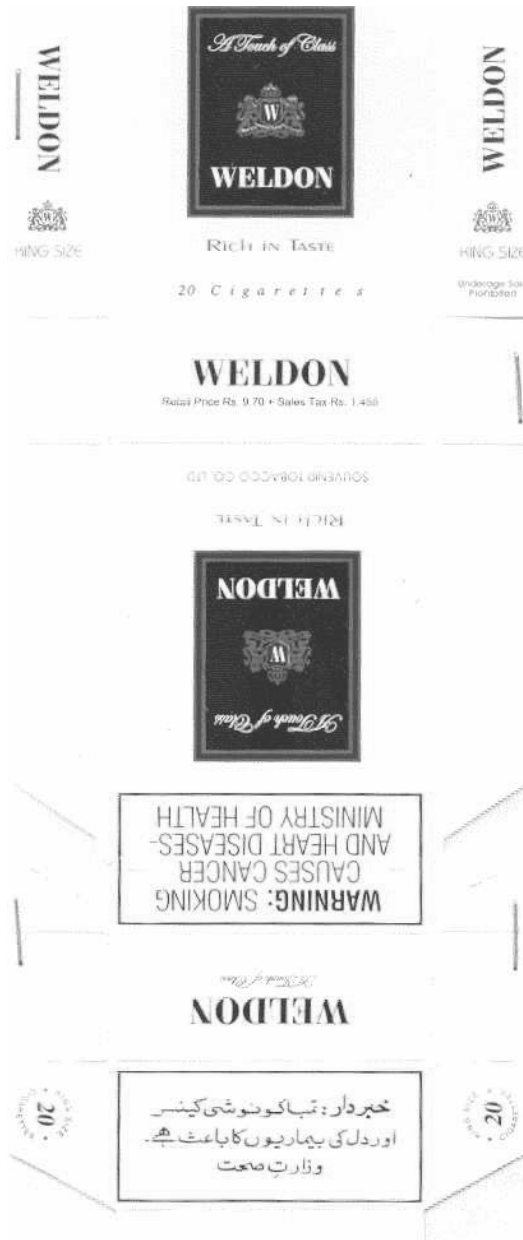 A Touch of Class
W
WELDON
RICH IN TASTE
20 Cigarettes
WELDON
KING SIZE
WELDON
KING SIZE
Underage Sale
Prohibited
WELDON
Retail Price Rs. 9.70 + Sales Tax Rs. 1.455
SOUVENIR TOBACCO CO. LTD
RICH IN TASTE
WELDON
W
A Touch of Class
WARNING: SMOKING
CAUSES CANCER
AND HEART DISEASES-
MINISTRY OF HEALTH
A Touch of Class
WELDON
خبردار: تمباکو نوشی کینسر
اور دل کی بیماریوں کا باعث ہے۔
وزارتِ صحت
20
20